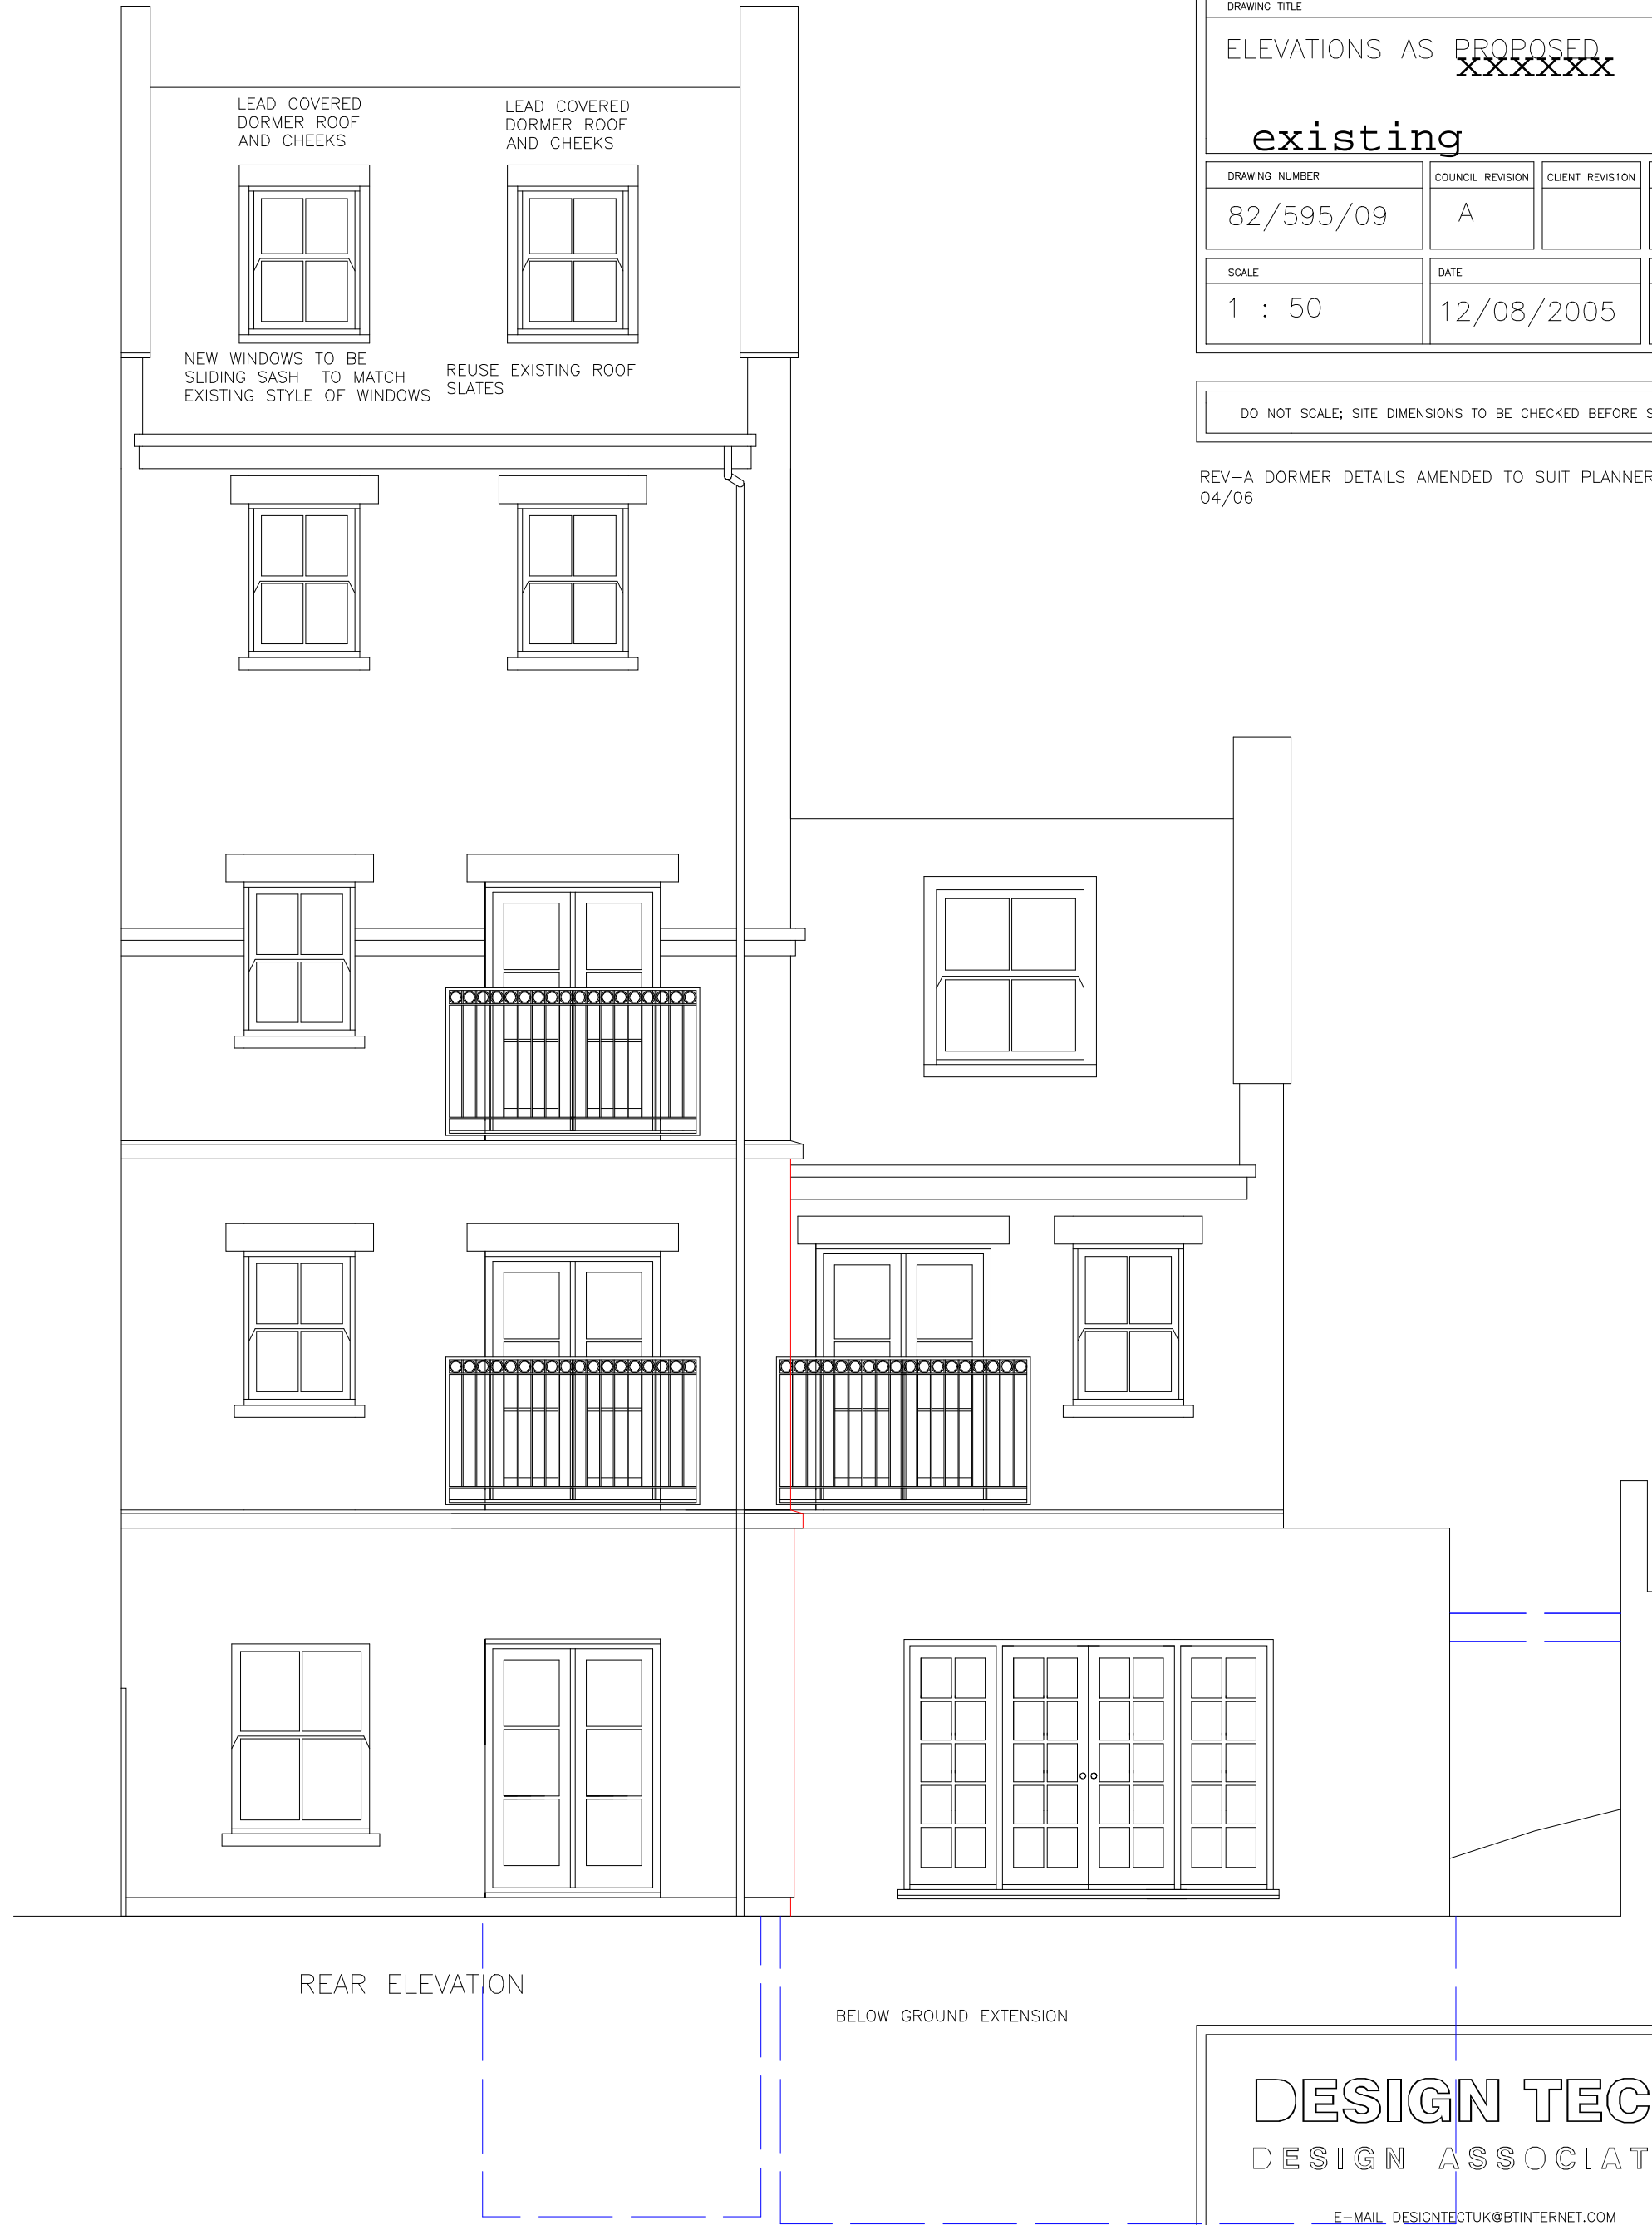 DRAWING TITLE
ELEVATIONS AS PROPOSED
xxxxxx
existing
DRAWING NUMBER
COUNCIL REVISION
CLIENT REVIS1ON
82/595/09
A
SCALE
DATE
1 : 50
12/08/2005
DO NOT SCALE; SITE DIMENSIONS TO BE CHECKED BEFORE S
REV-A DORMER DETAILS AMENDED TO SUIT PLANNER
04/06
LEAD COVERED
DORMER ROOF
AND CHEEKS
LEAD COVERED
DORMER ROOF
AND CHEEKS
NEW WINDOWS TO BE
SLIDING SASH TO MATCH
EXISTING STYLE OF WINDOWS
REUSE EXISTING ROOF
SLATES
REAR ELEVATION
BELOW GROUND EXTENSION
DESIGN TEC
DESIGN ASSOCIAT
E-MAIL DESIGNTECTUK@BTINTERNET.COM